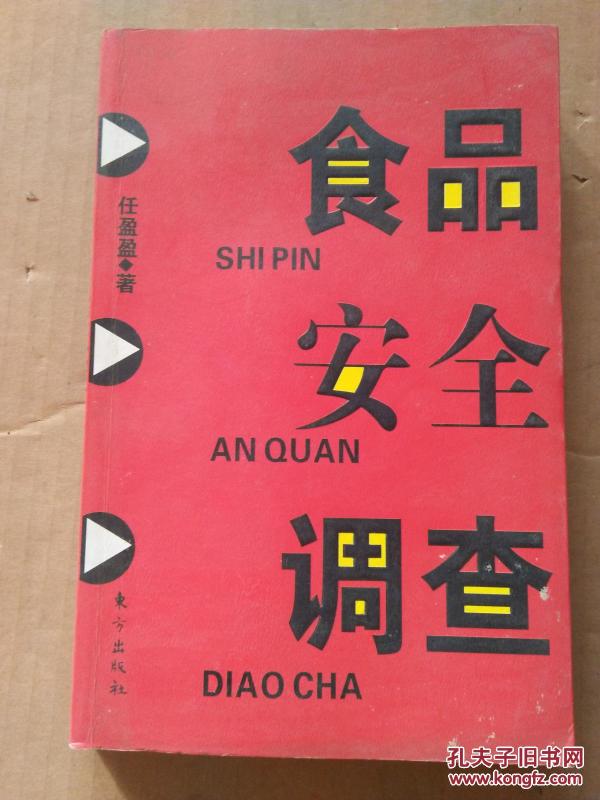 食品
SHI PIN
安全
AN QUAN
调查
DIAO CHA
任盈盈◆著
東方出版社
孔夫子旧书网
www.kongfz.com